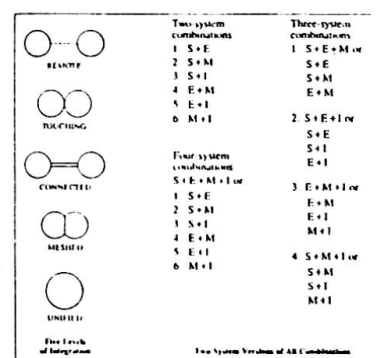 REMOTE
TOUCHING
CONNECTED
MESHED
UNIFIED
Five Levels
of Integration
Two-system
combinations
1 S+E
2 S+M
3 S+I
4 E+M
5 E+I
6 M+I
Four-system
combinations
S+E+M+I or
1 S+E
2 S+M
3 S+I
4 E+M
5 E+I
6 M+I
Three-system
combinations
1 S+E+M or
S+E
S+M
E+M
2. S+E+I or
S+E
S+I
E+I
3 E+M+I or
E+M
E+I
M+I
4 S+M+I or
S+M
S+I
M+I
Two System Versions of All Combinations